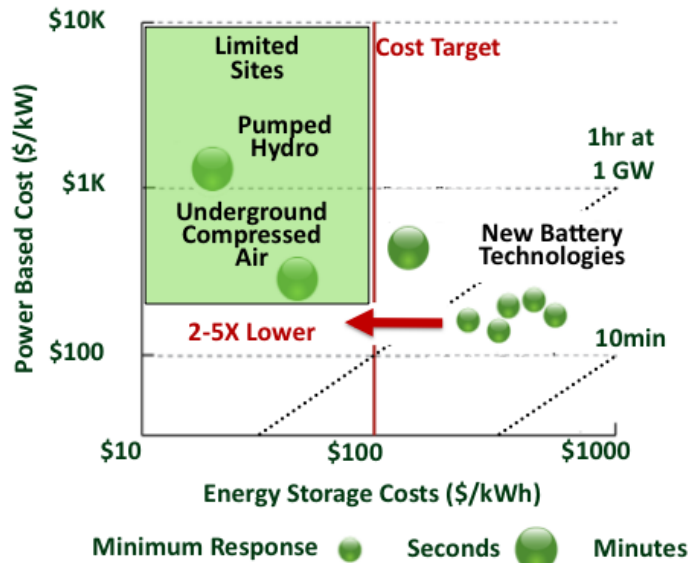 $10K
Limited
Sites
Cost Target
Pumped
Hydro
1hr at
1 GW
$1K
Underground
Compressed
Air
New Battery
Technologies
2-5X Lower
10min
$100
Power Based Cost ($/kW)
$10
$100
$1000
Energy Storage Costs ($/kWh)
Minimum Response
Seconds
Minutes